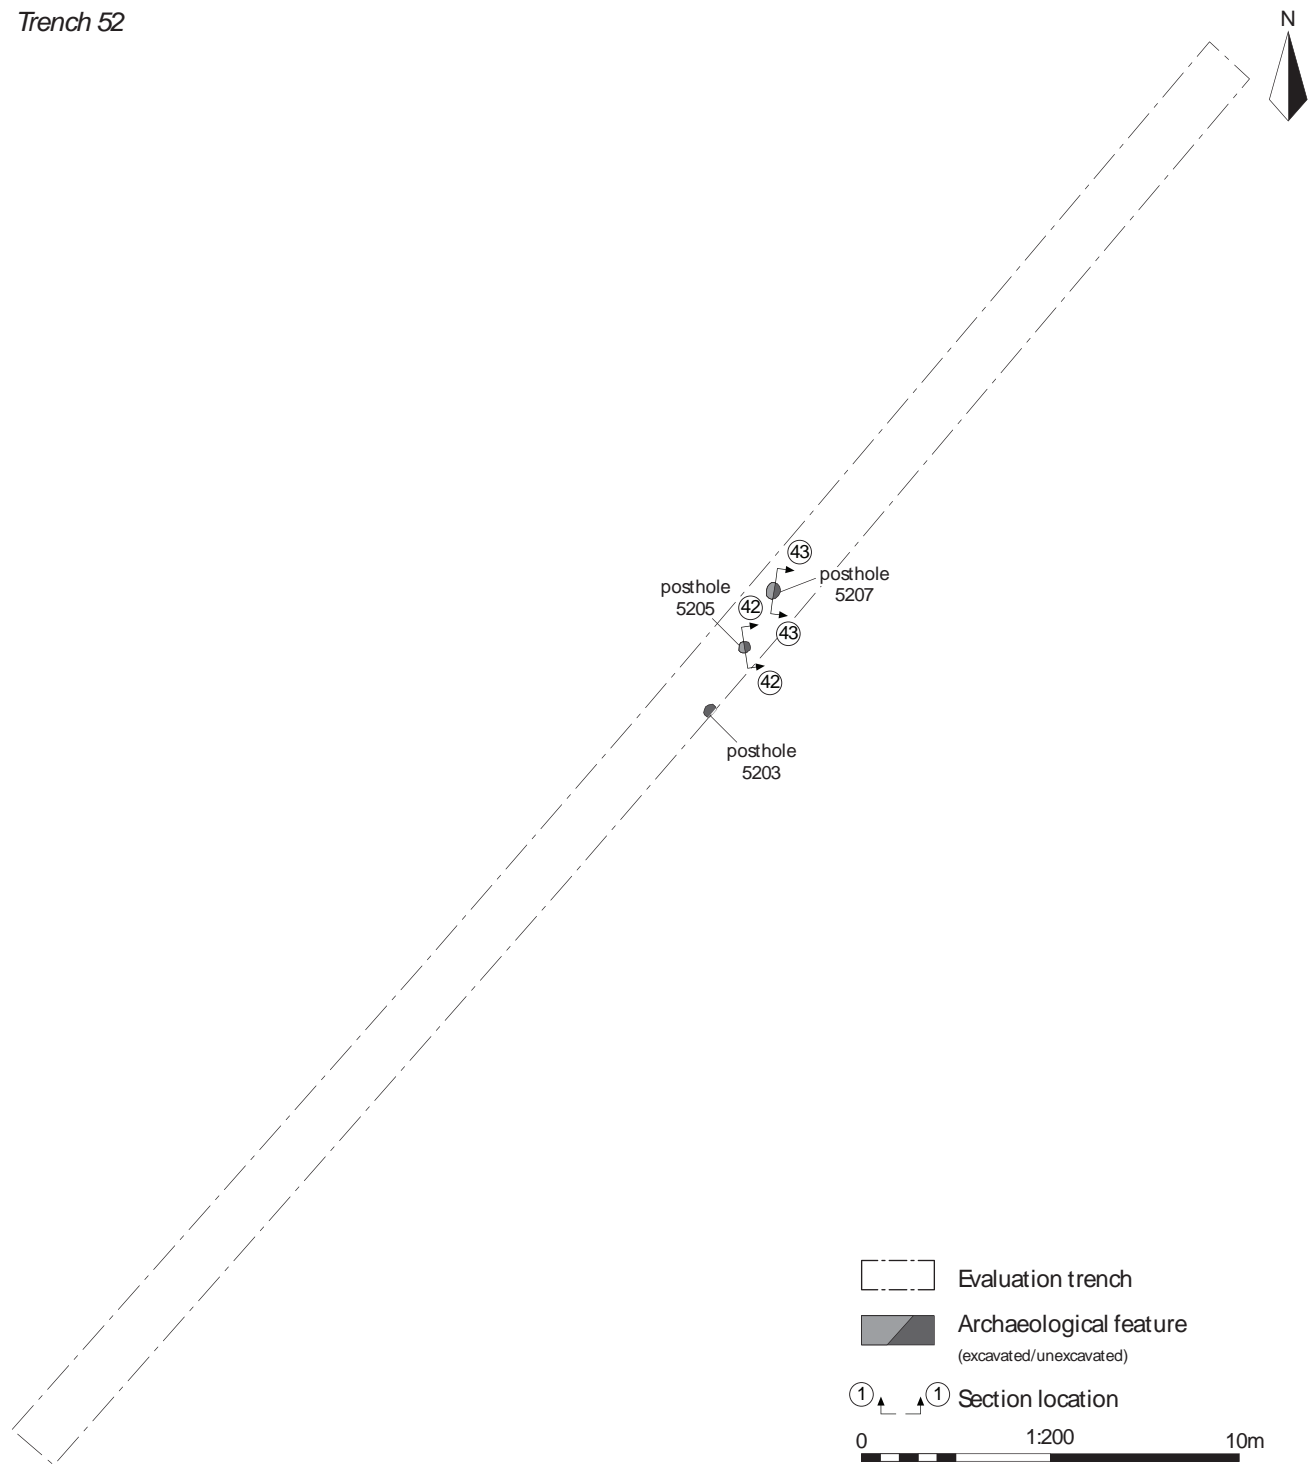 Trench 52
N
43
posthole
5207
posthole
5205
42
43
42
posthole
5203
Evaluation trench
Archaeological feature
(excavated/unexcavated)
1 1 Section location
0 1:200 10m